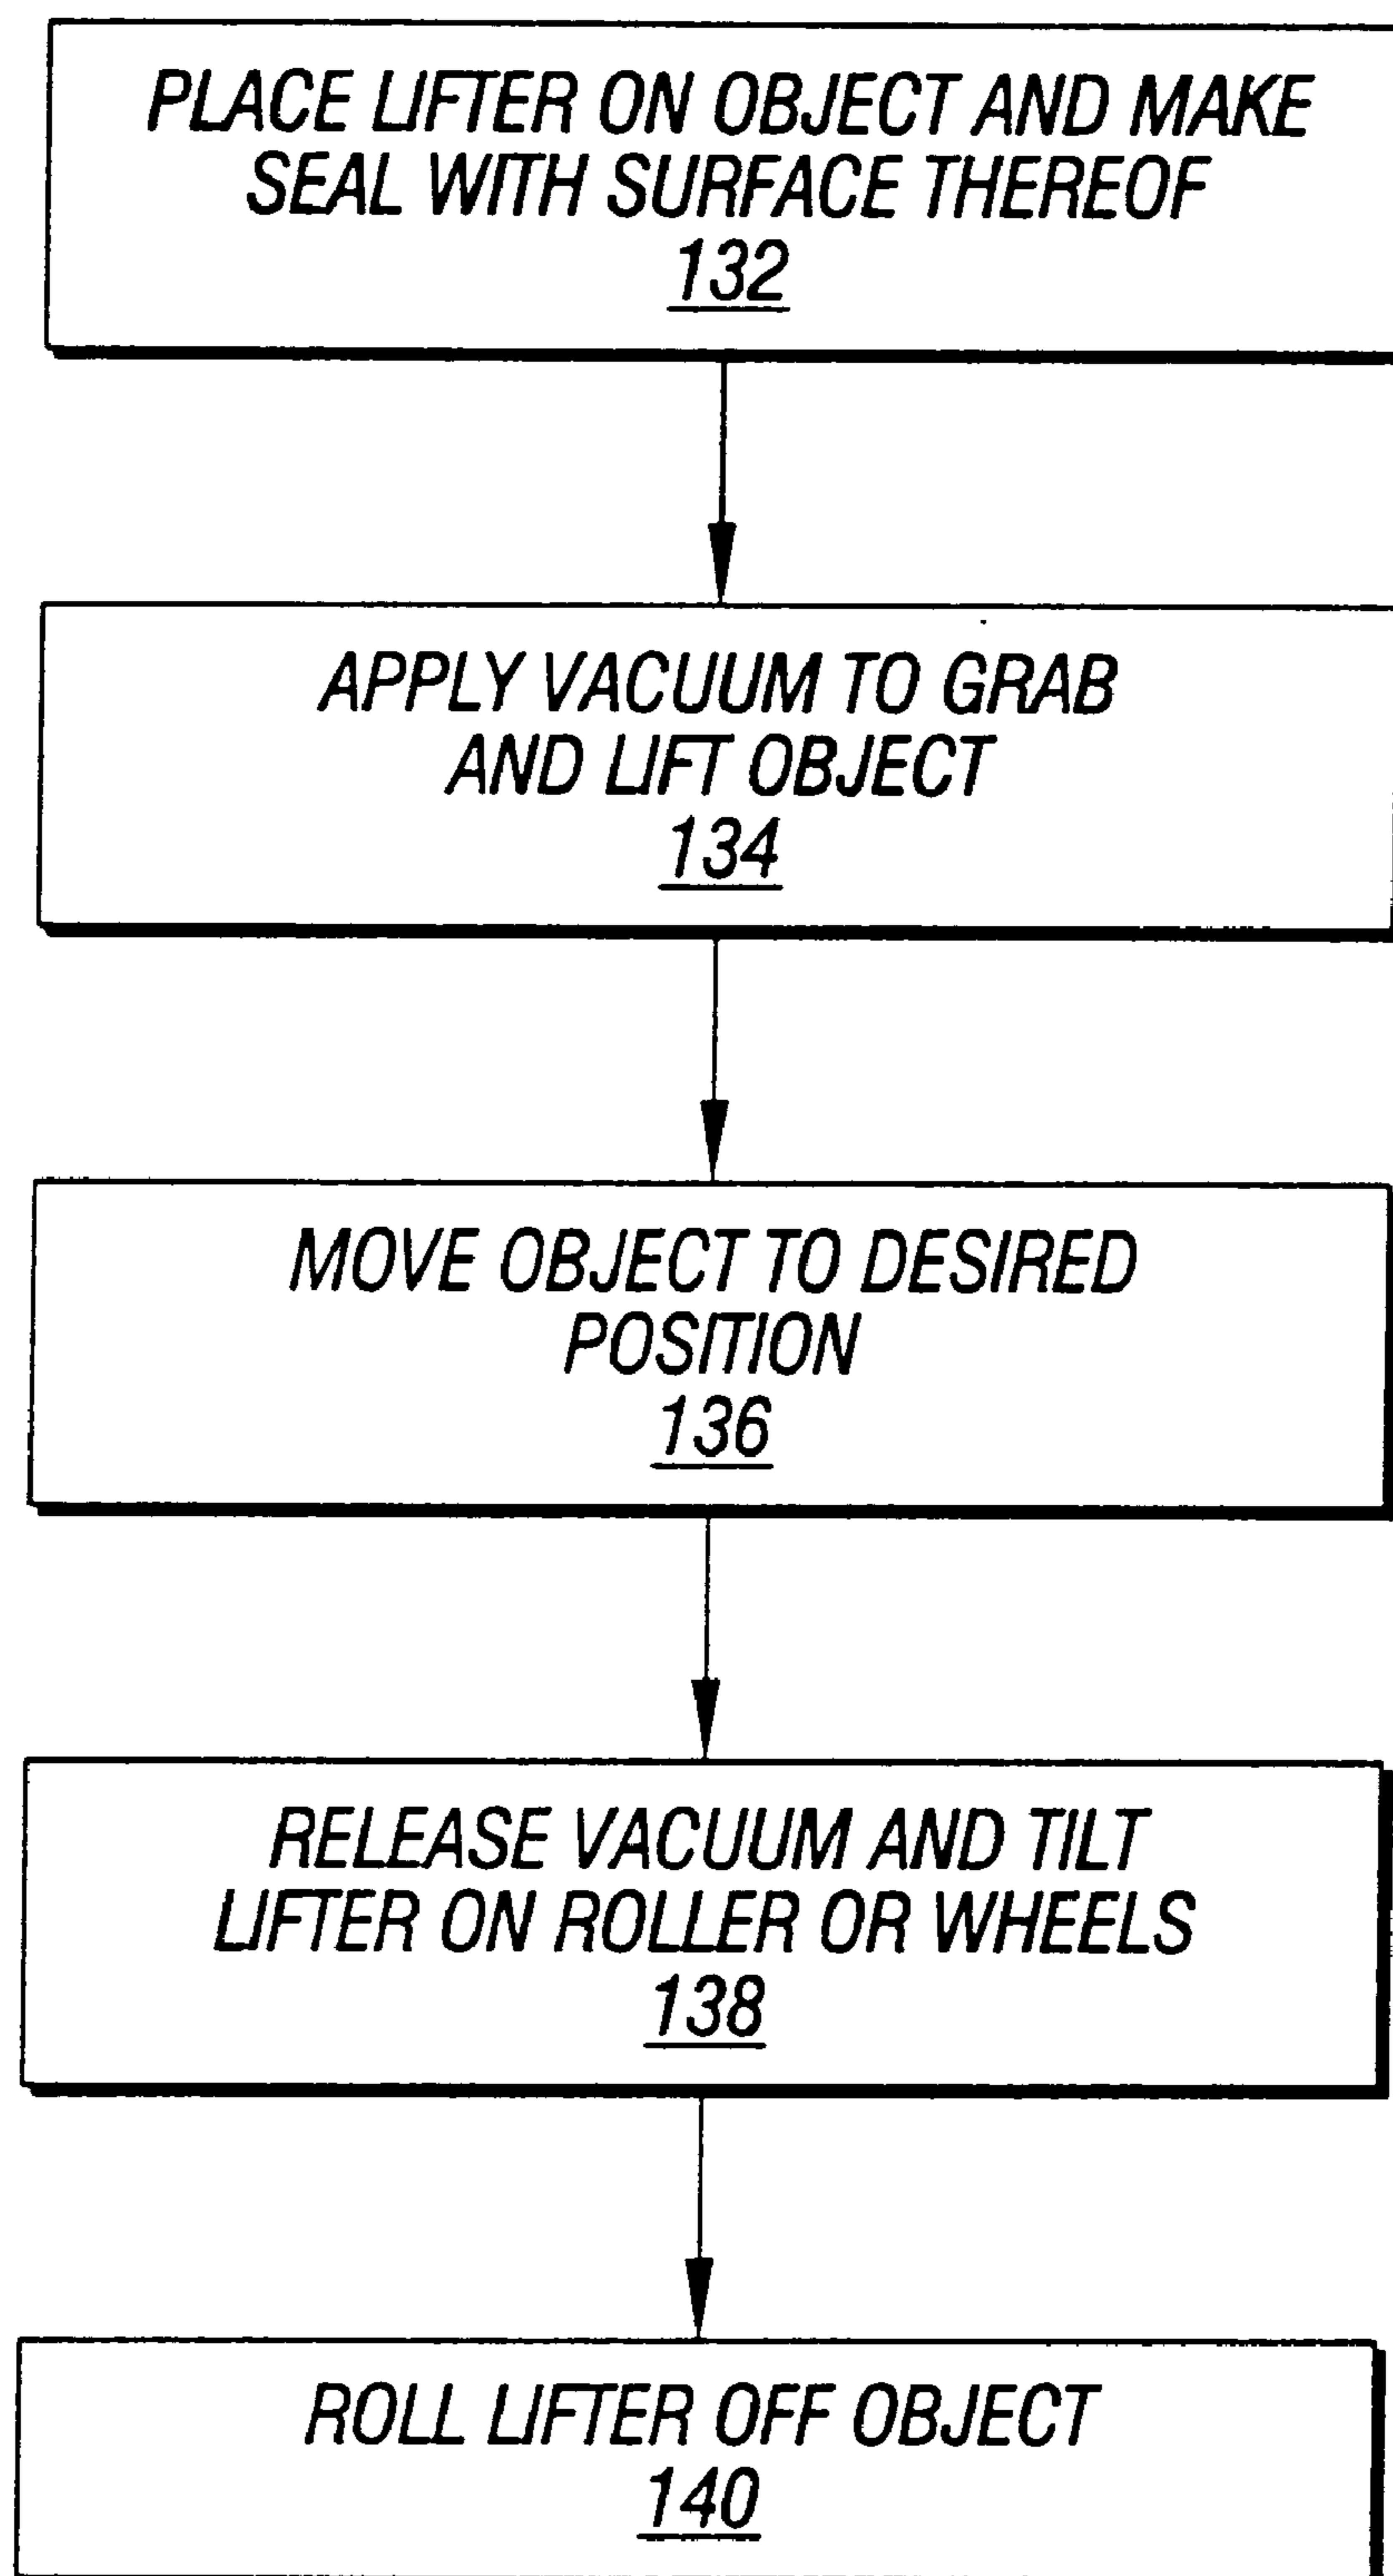 PLACE LIFTER ON OBJECT AND MAKE
SEAL WITH SURFACE THEREOF
132
APPLY VACUUM TO GRAB
AND LIFT OBJECT
134
MOVE OBJECT TO DESIRED
POSITION
136
RELEASE VACUUM AND TILT
LIFTER ON ROLLER OR WHEELS
138
ROLL LIFTER OFF OBJECT
140